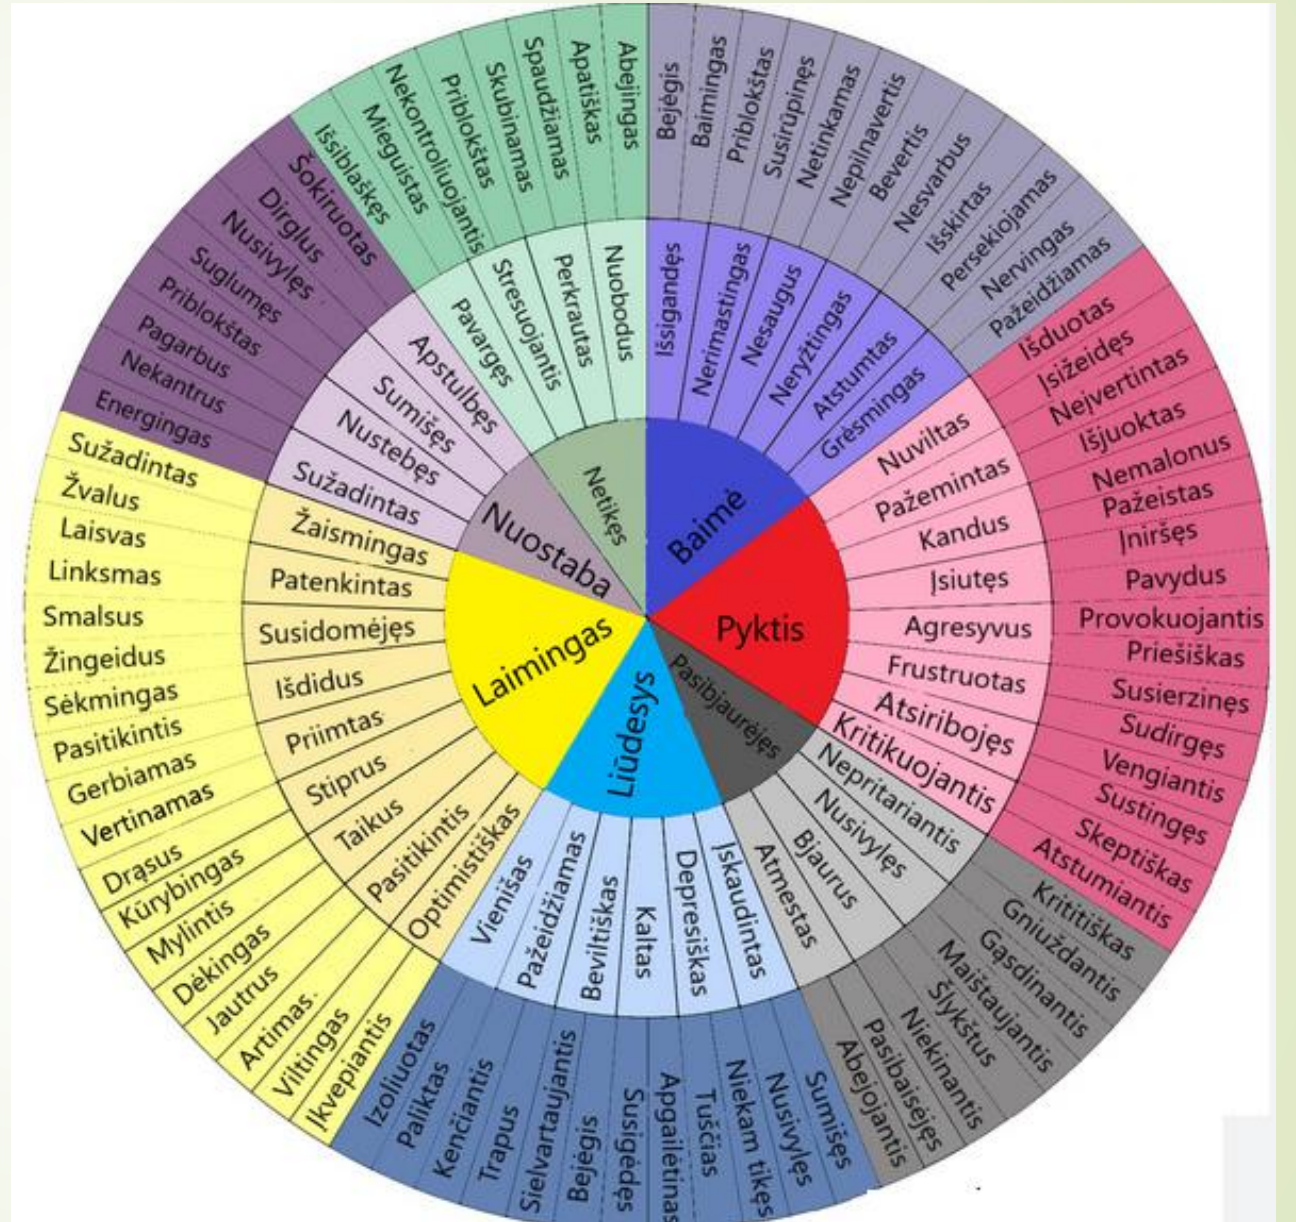 Baimė
Pyktis
Pasibjaurėjęs
Liūdesys
Laimingas
Nuostaba
Netikęs
Išsigandęs
Nerimastingas
Nesaugus
Neryžtingas
Atstumtas
Grėsmingas
Nuviltas
Pažemintas
Kandus
Įsiutęs
Agresyvus
Frustruotas
Atsiribojęs
Kritikuojantis
Nepritariantis
Nusivylęs
Bjaurus
Atmestas
Įskaudintas
Depresiškas
Kaltas
Beviltiškas
Pažeidžiamas
Vienišas
Optimistiškas
Pasitikintis
Taikus
Stiprus
Priimtas
Išdidus
Susidomėjęs
Patenkintas
Žaismingas
Sužadintas
Nustebęs
Sumišęs
Apstulbęs
Pavargęs
Stresuojantis
Perkrautas
Nuobodus
Bejėgis
Baimingas
Priblokštas
Susirūpinęs
Netinkamas
Nepilnavertis
Bevertis
Nesvarbus
Išskirtas
Persekiojamas
Nervingas
Pažeidžiamas
Išduotas
Įsižeidęs
Neįvertintas
Išjuoktas
Nemalonus
Pažeistas
Įniršęs
Pavydus
Provokuojantis
Priešiškas
Susierzinęs
Sudirgęs
Vengiantis
Sustingęs
Skeptiškas
Atstumiantis
Krititiškas
Gniuždantis
Gąsdinantis
Maištaujantis
Šlykštus
Niekinantis
Pasibaisėjęs
Abejojantis
Sumišęs
Nusivylęs
Niekam tikęs
Tuščias
Apgailėtinas
Susigėdęs
Bejėgis
Sielvartaujantis
Trapus
Kenčiantis
Paliktas
Izoliuotas
Įkvepiantis
Viltingas
Artimas.
Jautrus
Dėkingas
Mylintis
Kūrybingas
Drąsus
Vertinamas
Gerbiamas
Pasitikintis
Sėkmingas
Žingeidus
Smalsus
Linksmas
Laisvas
Žvalus
Sužadintas
Energingas
Nekantrus
Pagarbus
Priblokštas
Suglumęs
Nusivylęs
Dirglus
Šokiruotas
Išsiblaškęs
Mieguistas
Nekontroliuojantis
Priblokštas
Skubinamas
Spaudžiamas
Apatiškas
Abejingas